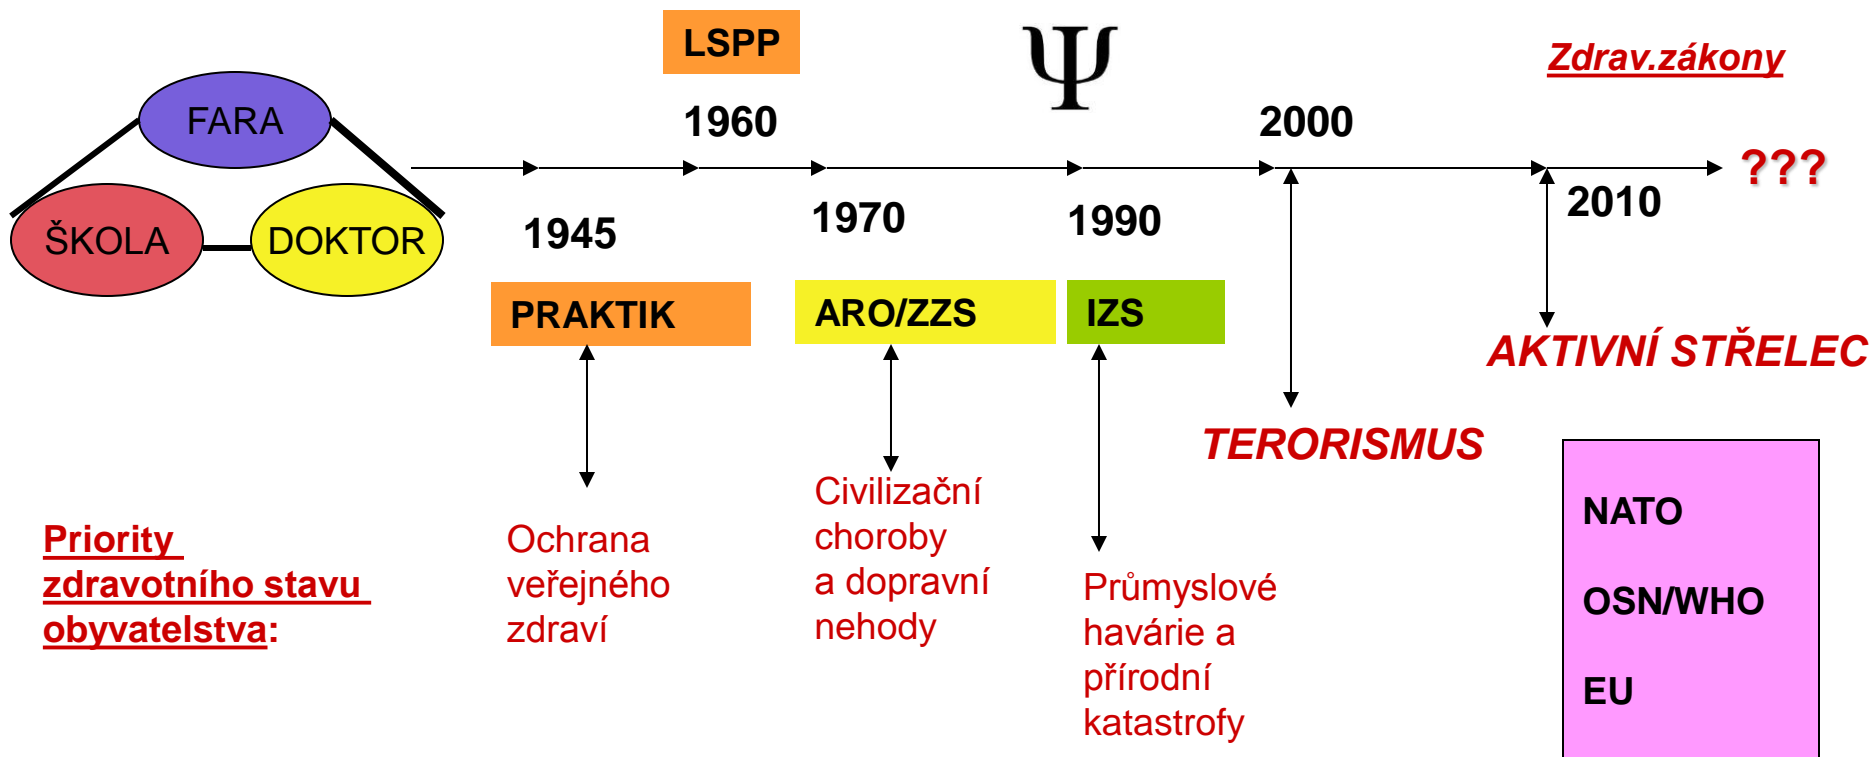 LSPP
Ψ
Zdrav.zákony
FARA
1960
2000
???
ŠKOLA
DOKTOR
1945
1970
1990
2010
PRAKTIK
ARO/ZZS
IZS
AKTIVNÍ STŘELEC
TERORISMUS
Priority
zdravotního stavu
obyvatelstva:
Ochrana
veřejného
zdraví
Civilizační
choroby
a dopravní
nehody
Průmyslové
havárie a
přírodní
katastrofy
NATO
OSN/WHO
EU